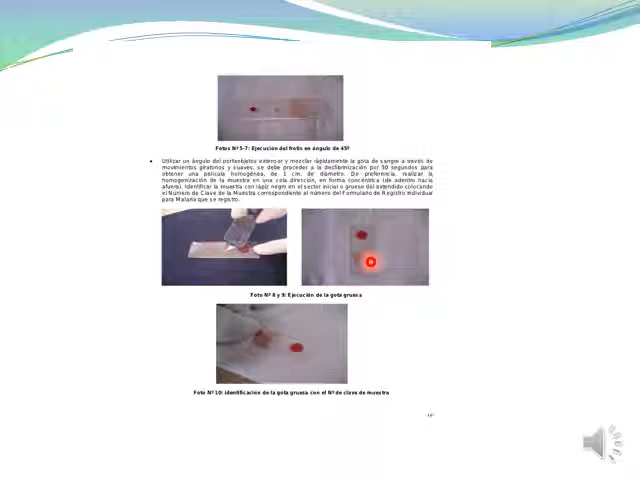 Fotos Nº 5-7: Ejecución del frotis en ángulo de 45º
• Utilizar un ángulo del portaobjetos extensor y mezclar rápidamente la gota de sangre a través de
movimientos giratorios y suaves, se debe proceder a la desfibrinización por 30 segundos para
obtener una película homogénea, de 1 cm. de diámetro. De preferencia, realizar la
homogenización de la muestra en una sola dirección, en forma concéntrica (de adentro hacia
afuera). Identificar la muestra con lápiz negro en el sector inicial o grueso del extendido colocando
el Número de Clave de la Muestra correspondiente al número del Formulario de Registro Individual
para Malaria que se registro.
Foto Nº 8 y 9: Ejecución de la gota gruesa
Foto Nº 10: Identificación de la gota gruesa con el Nº de clave de muestra